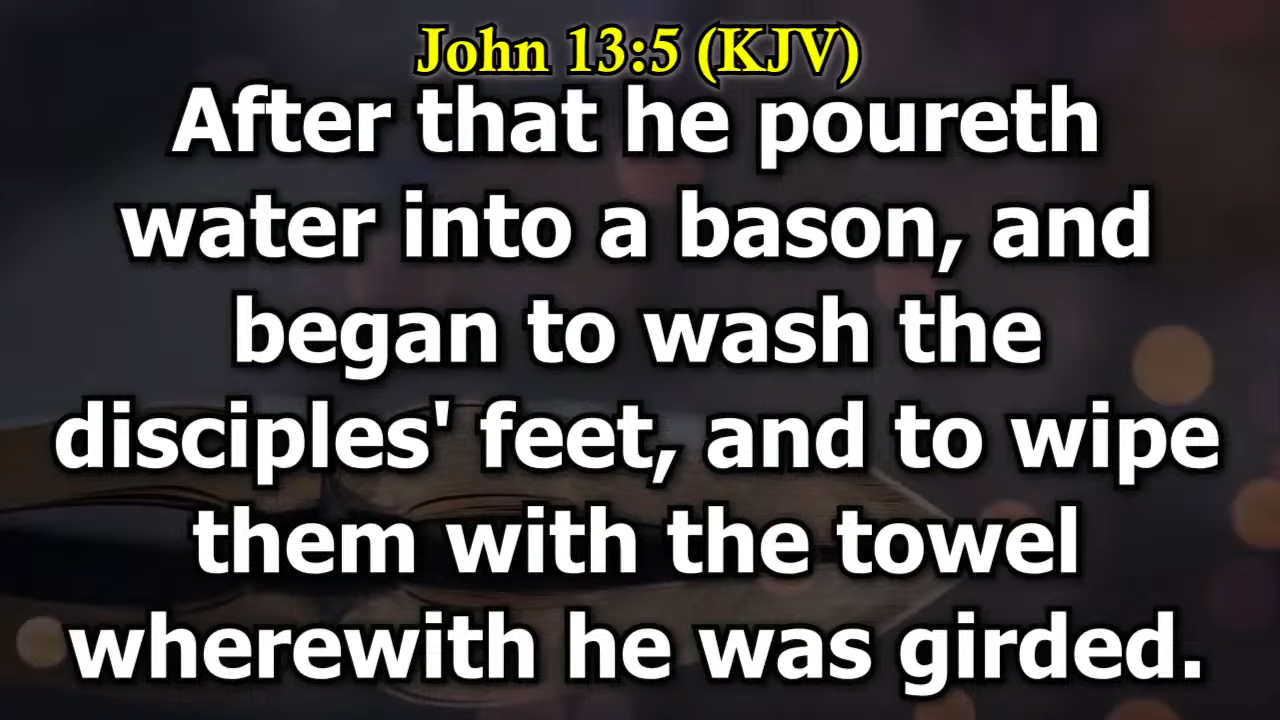 John 13:5 (KJV)
After that he poureth
water into a bason, and
began to wash the
disciples' feet, and to wipe
them with the towel
wherewith he was girded.